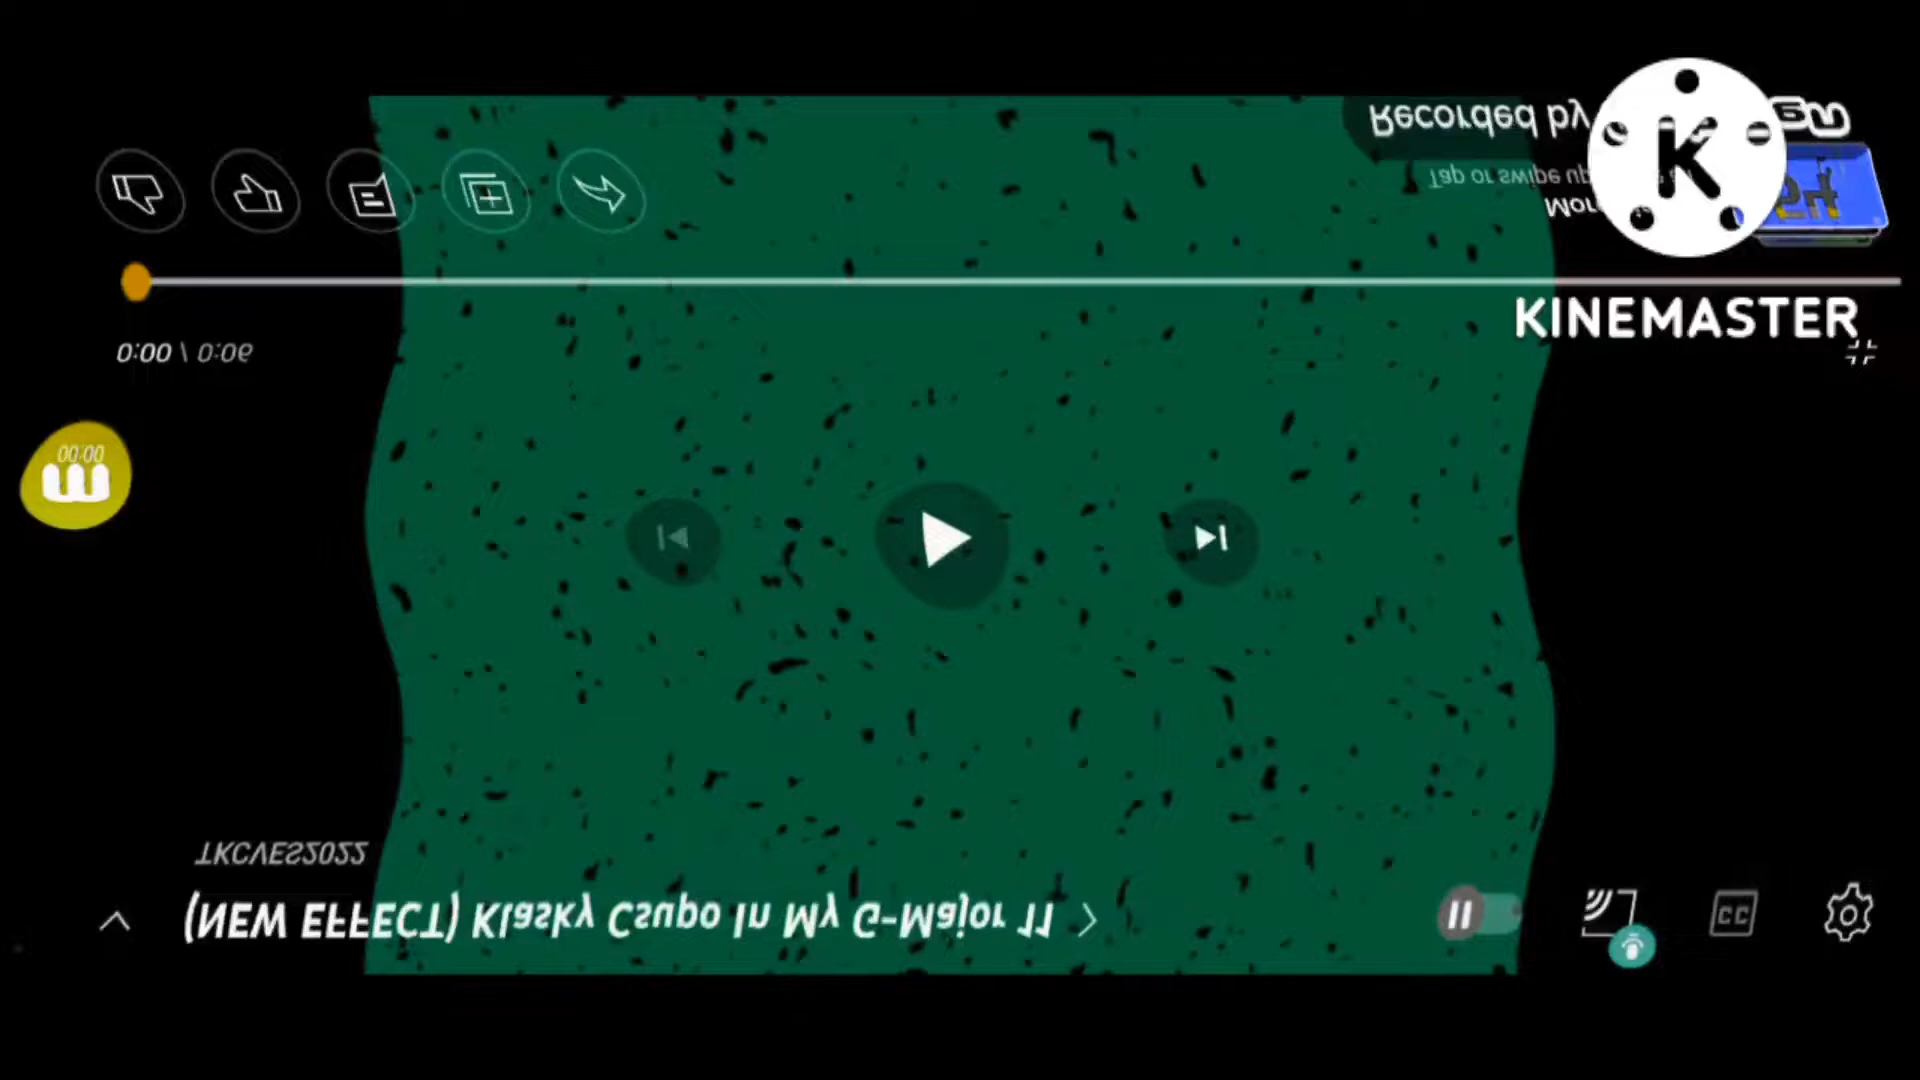 Recorded by
Tap or swipe up
K
KINEMASTER
0:00 / 0:06
00:00
TKCVES2022
(NEW EFFECT) Klasky Csupo In My G-Major 11
CC